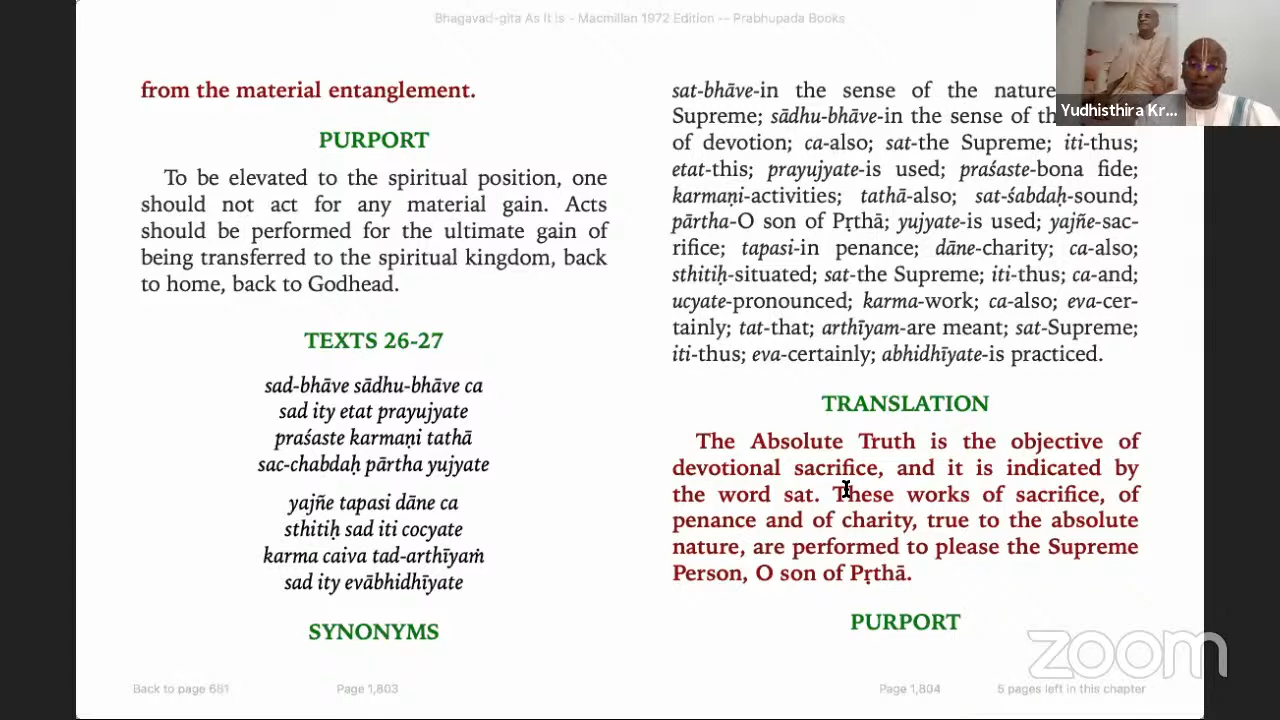 Bhagavad-gita As It Is - Macmillan 1972 Edition -- Prabhupada Books
from the material entanglement.
PURPORT
To be elevated to the spiritual position, one
should not act for any material gain. Acts
should be performed for the ultimate gain of
being transferred to the spiritual kingdom, back
to home, back to Godhead.
TEXTS 26-27
sad-bhāve sādhu-bhāve ca
sad ity etat prayujyate
praśaste karmaṇi tathā
sac-chabdaḥ pārtha yujyate
yajñe tapasi dāne ca
sthitiḥ sad iti cocyate
karma caiva tad-arthīyaṁ
sad ity evābhidhīyate
SYNONYMS
Back to page 681
Page 1,803
sat-bhāve-in the sense of the nature
Supreme; sādhu-bhāve-in the sense of th
of devotion; ca-also; sat-the Supreme; iti-thus;
etat-this; prayujyate-is used; praśaste-bona fide;
karmaṇi-activities; tathā-also; sat-śabdaḥ-sound;
pārtha-O son of Pṛthā; yujyate-is used; yajñe-sac-
rifice; tapasi-in penance; dāne-charity; ca-also;
sthitiḥ-situated; sat-the Supreme; iti-thus; ca-and;
ucyate-pronounced; karma-work; ca-also; eva-cer-
tainly; tat-that; arthīyam-are meant; sat-Supreme;
iti-thus; eva-certainly; abhidhīyate-is practiced.
TRANSLATION
The Absolute Truth is the objective of
devotional sacrifice, and it is indicated by
the word sat. These works of sacrifice, of
penance and of charity, true to the absolute
nature, are performed to please the Supreme
Person, O son of Pṛthā.
PURPORT
Page 1,804
5 pages left in this chapter
Yudhisthira Kr...
zoom